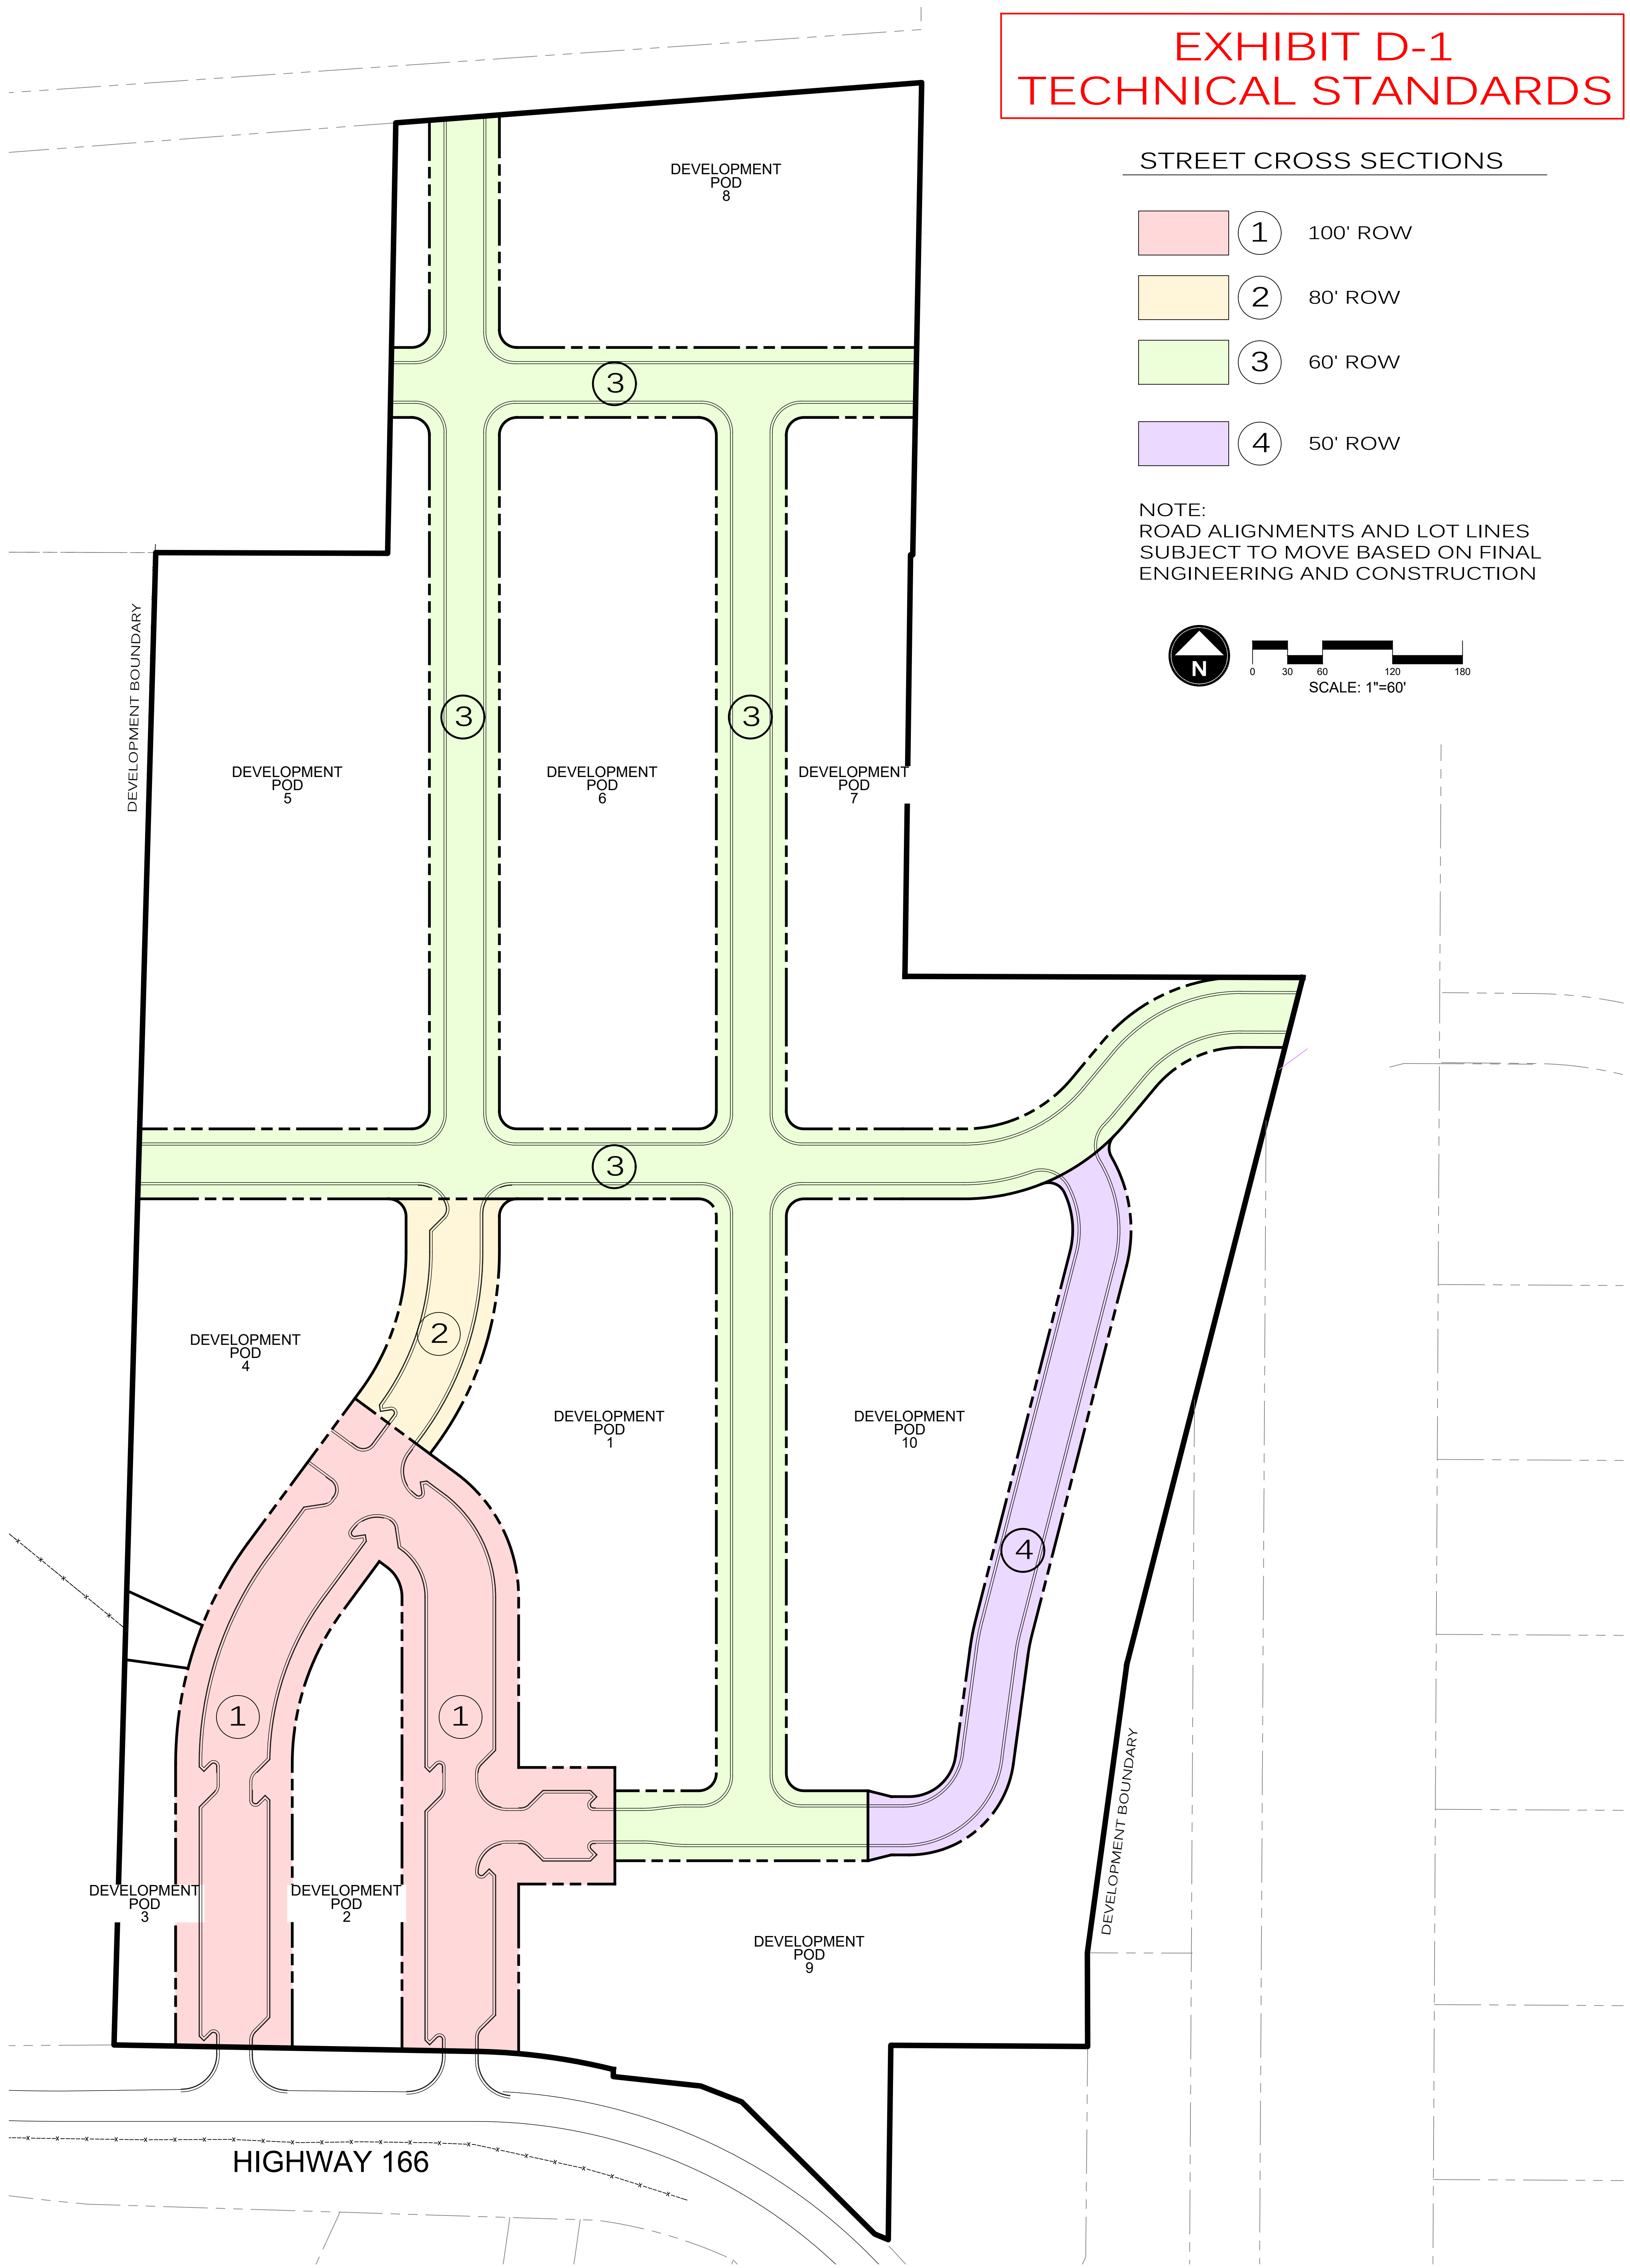 EXHIBIT D-1
TECHNICAL STANDARDS
STREET CROSS SECTIONS
1 100' ROW
2 80' ROW
3 60' ROW
4 50' ROW
NOTE:
ROAD ALIGNMENTS AND LOT LINES
SUBJECT TO MOVE BASED ON FINAL
ENGINEERING AND CONSTRUCTION
N
0 30 60 120 180
SCALE: 1"=60'
DEVELOPMENT
POD
8
3
DEVELOPMENT BOUNDARY
3
3
DEVELOPMENT
POD
5
DEVELOPMENT
POD
6
DEVELOPMENT
POD
7
3
2
DEVELOPMENT
POD
4
DEVELOPMENT
POD
1
DEVELOPMENT
POD
10
4
1
1
DEVELOPMENT BOUNDARY
DEVELOPMENT
POD
3
DEVELOPMENT
POD
2
DEVELOPMENT
POD
9
HIGHWAY 166